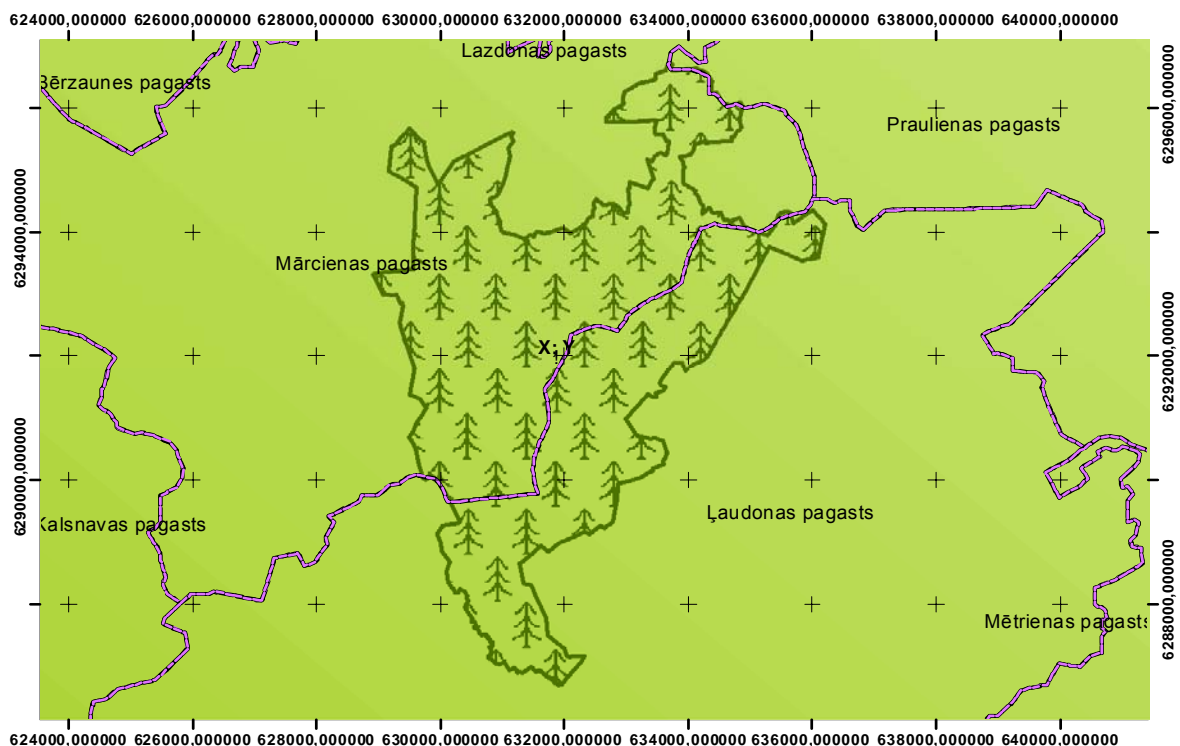 624000,000000 626000,000000 628000,000000 630000,000000 632000,000000 634000,000000 636000,000000 638000,000000 640000,000000
Lazdonas pagasts
Bērzaunes pagasts
Praulienas pagasts
6296000,000000
6296000,000000
Mārcienas pagasts
6294000,000000
6294000,000000
X; Y
6292000,000000
6292000,000000
Ļaudonas pagasts
Kalsnavas pagasts
6290000,000000
6290000,000000
Mētrienas pagasts
6288000,000000
6288000,000000
624000,000000 626000,000000 628000,000000 630000,000000 632000,000000 634000,000000 636000,000000 638000,000000 640000,000000